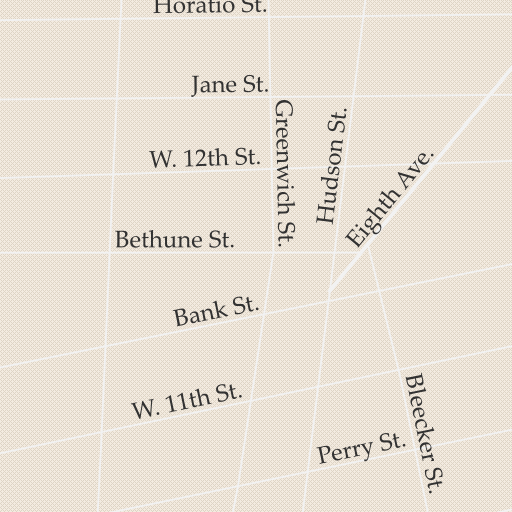 Horatio St.
Jane St.
Greenwich St.
Hudson St.
W. 12th St.
Eighth Ave.
Bethune St.
Bank St.
W. 11th St.
Bleecker St.
Perry St.